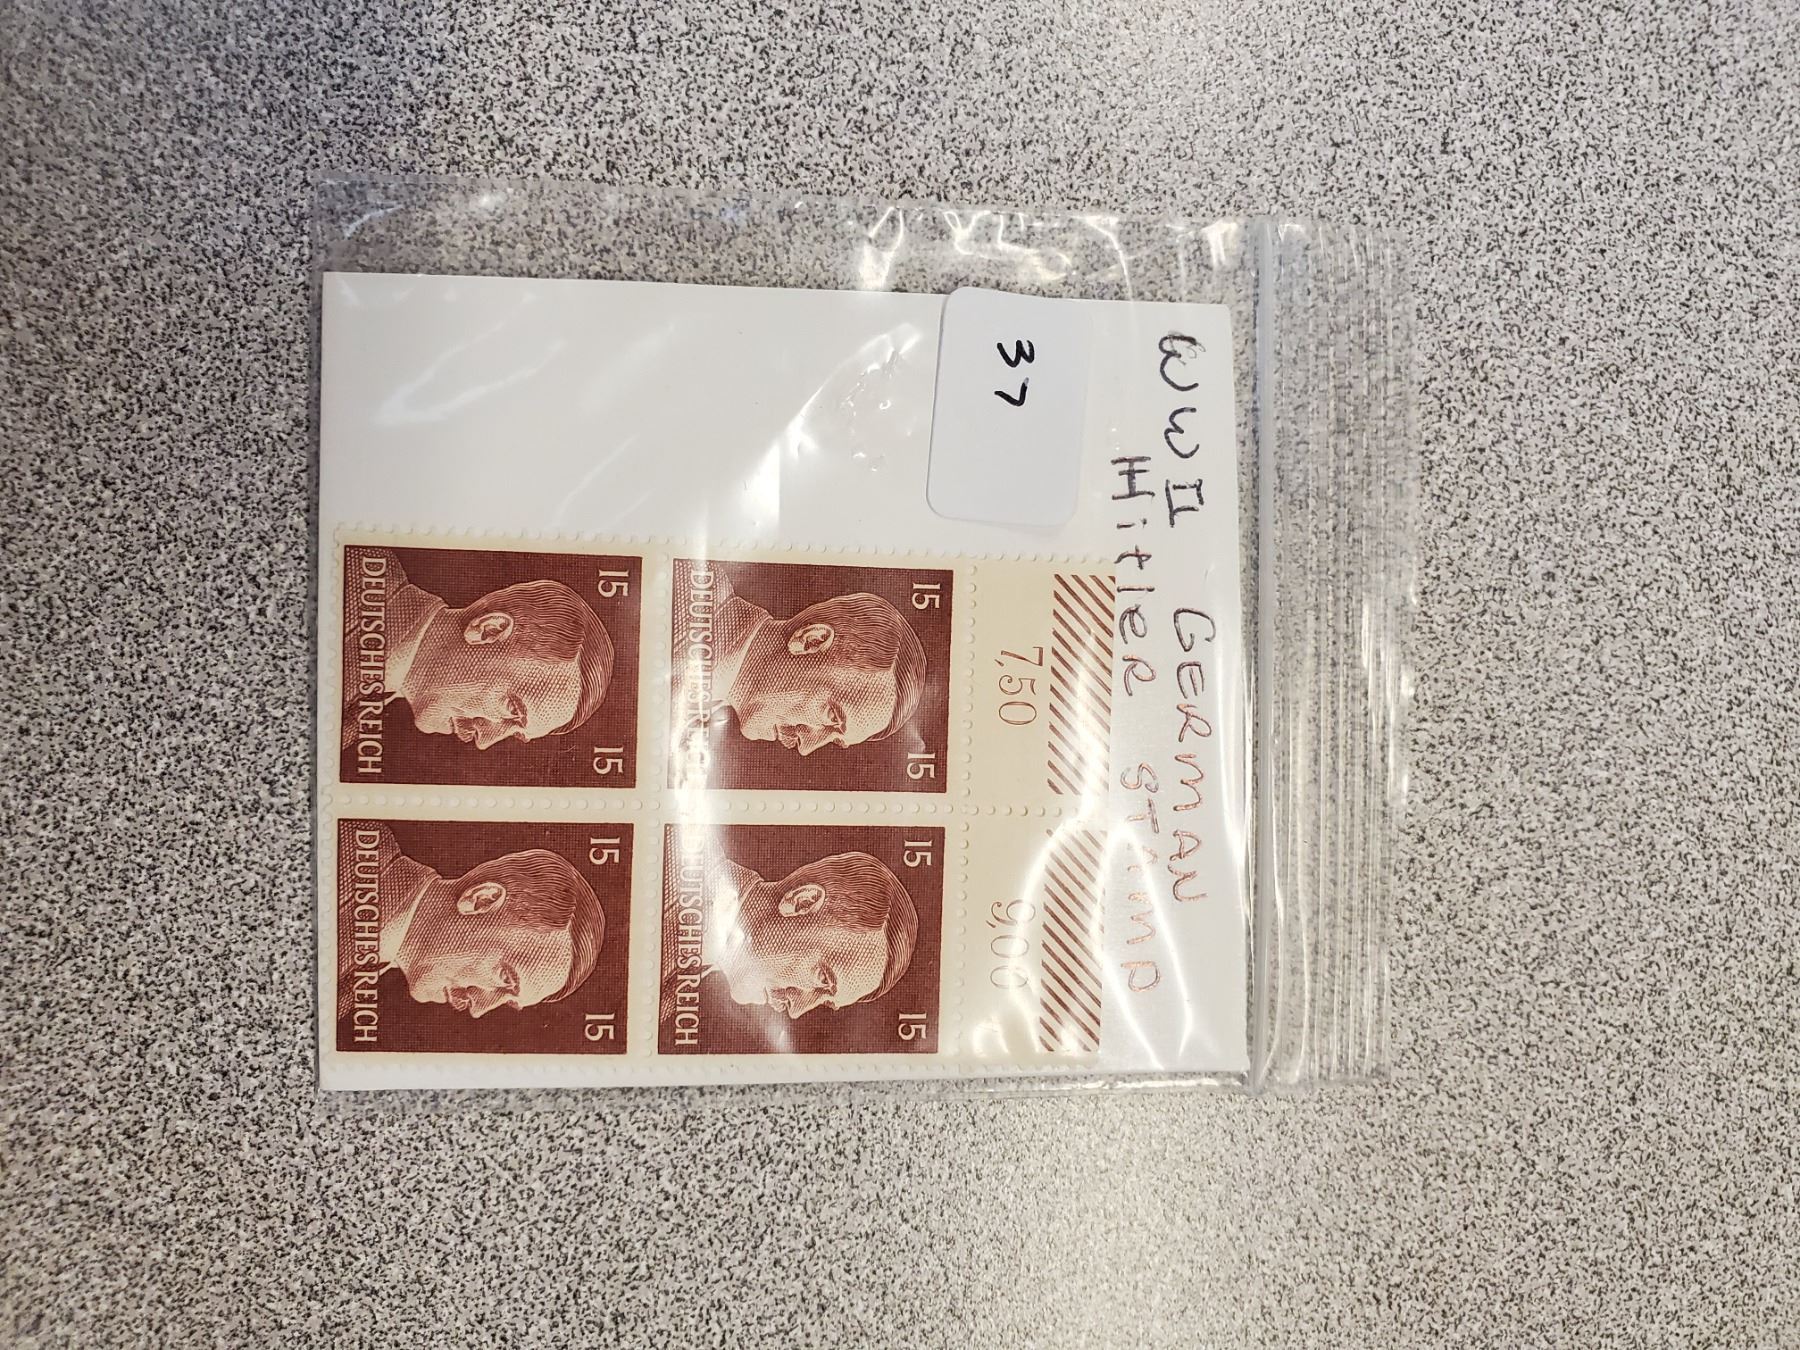 WWII GERMAN
HitlER STAMP
37
7,50 9,00
15 15 15 15
DEUTSCHES REICH DEUTSCHES REICH
15 15 15 15
DEUTSCHES REICH DEUTSCHES REICH